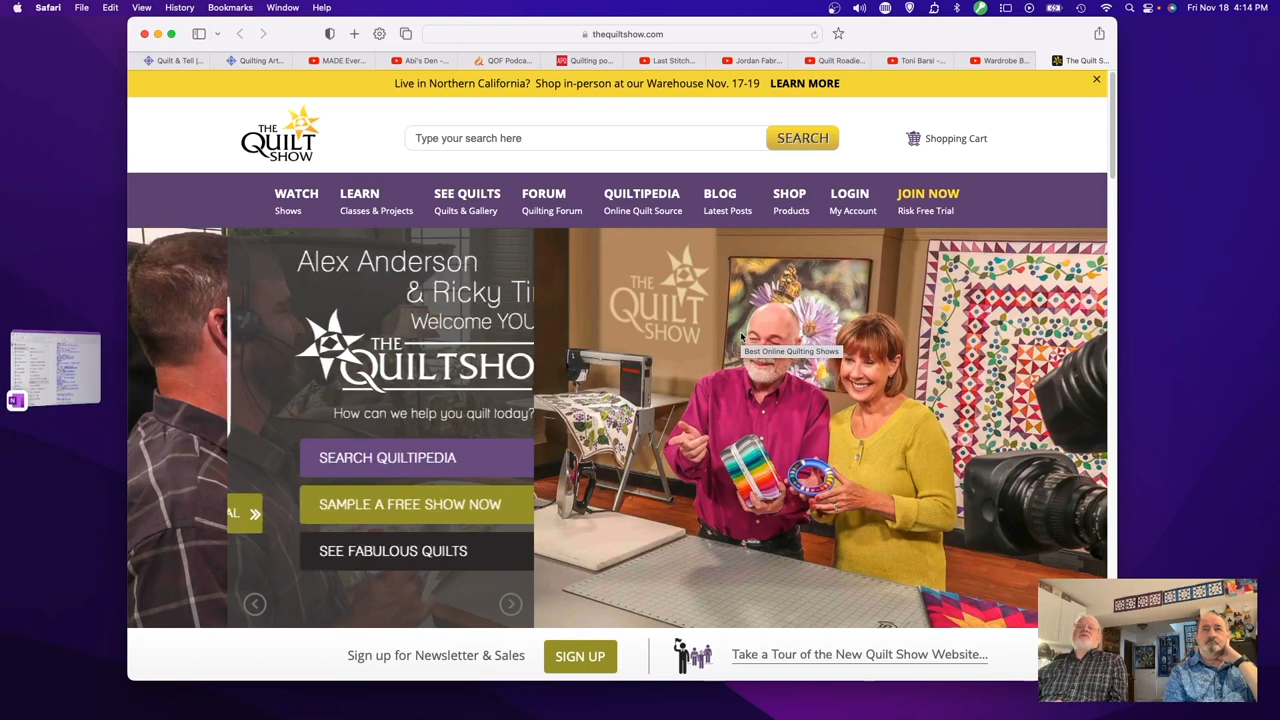 Safari File Edit View History Bookmarks Window Help
Fri Nov 18 4:14 PM
thequiltshow.com
Quilt & Tell |...
Quilting Art...
MADE Ever...
Abi's Den -...
QOF Podca...
APQ
Quilting po...
Last Stitch...
Jordan Fabr...
Quilt Roadie...
Toni Barsi -...
Wardrobe B...
The Quilt S...
Live in Northern California? Shop in-person at our Warehouse Nov. 17-19 LEARN MORE
THE
QUILT
SHOW
Type your search here
SEARCH
Shopping Cart
WATCH LEARN SEE QUILTS FORUM QUILTIPEDIA BLOG SHOP LOGIN JOIN NOW
Shows Classes & Projects Quilts & Gallery Quilting Forum Online Quilt Source Latest Posts Products My Account Risk Free Trial
Alex Anderson
& Ricky Ti
Welcome YOU
THE
QUILTSHO
How can we help you quilt today?
SEARCH QUILTIPEDIA
SAMPLE A FREE SHOW NOW
SEE FABULOUS QUILTS
AL
THE
QUILT
SHOW
Best Online Quilting Shows
Sign up for Newsletter & Sales
SIGN UP
Take a Tour of the New Quilt Show Website...